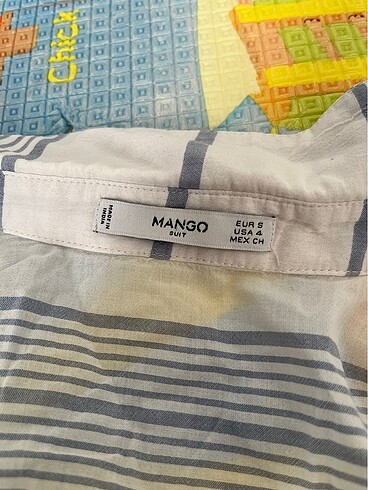 Chick
MADE IN
INDIA
MANGO
SUIT
EUR S
USA 4
MEX CH